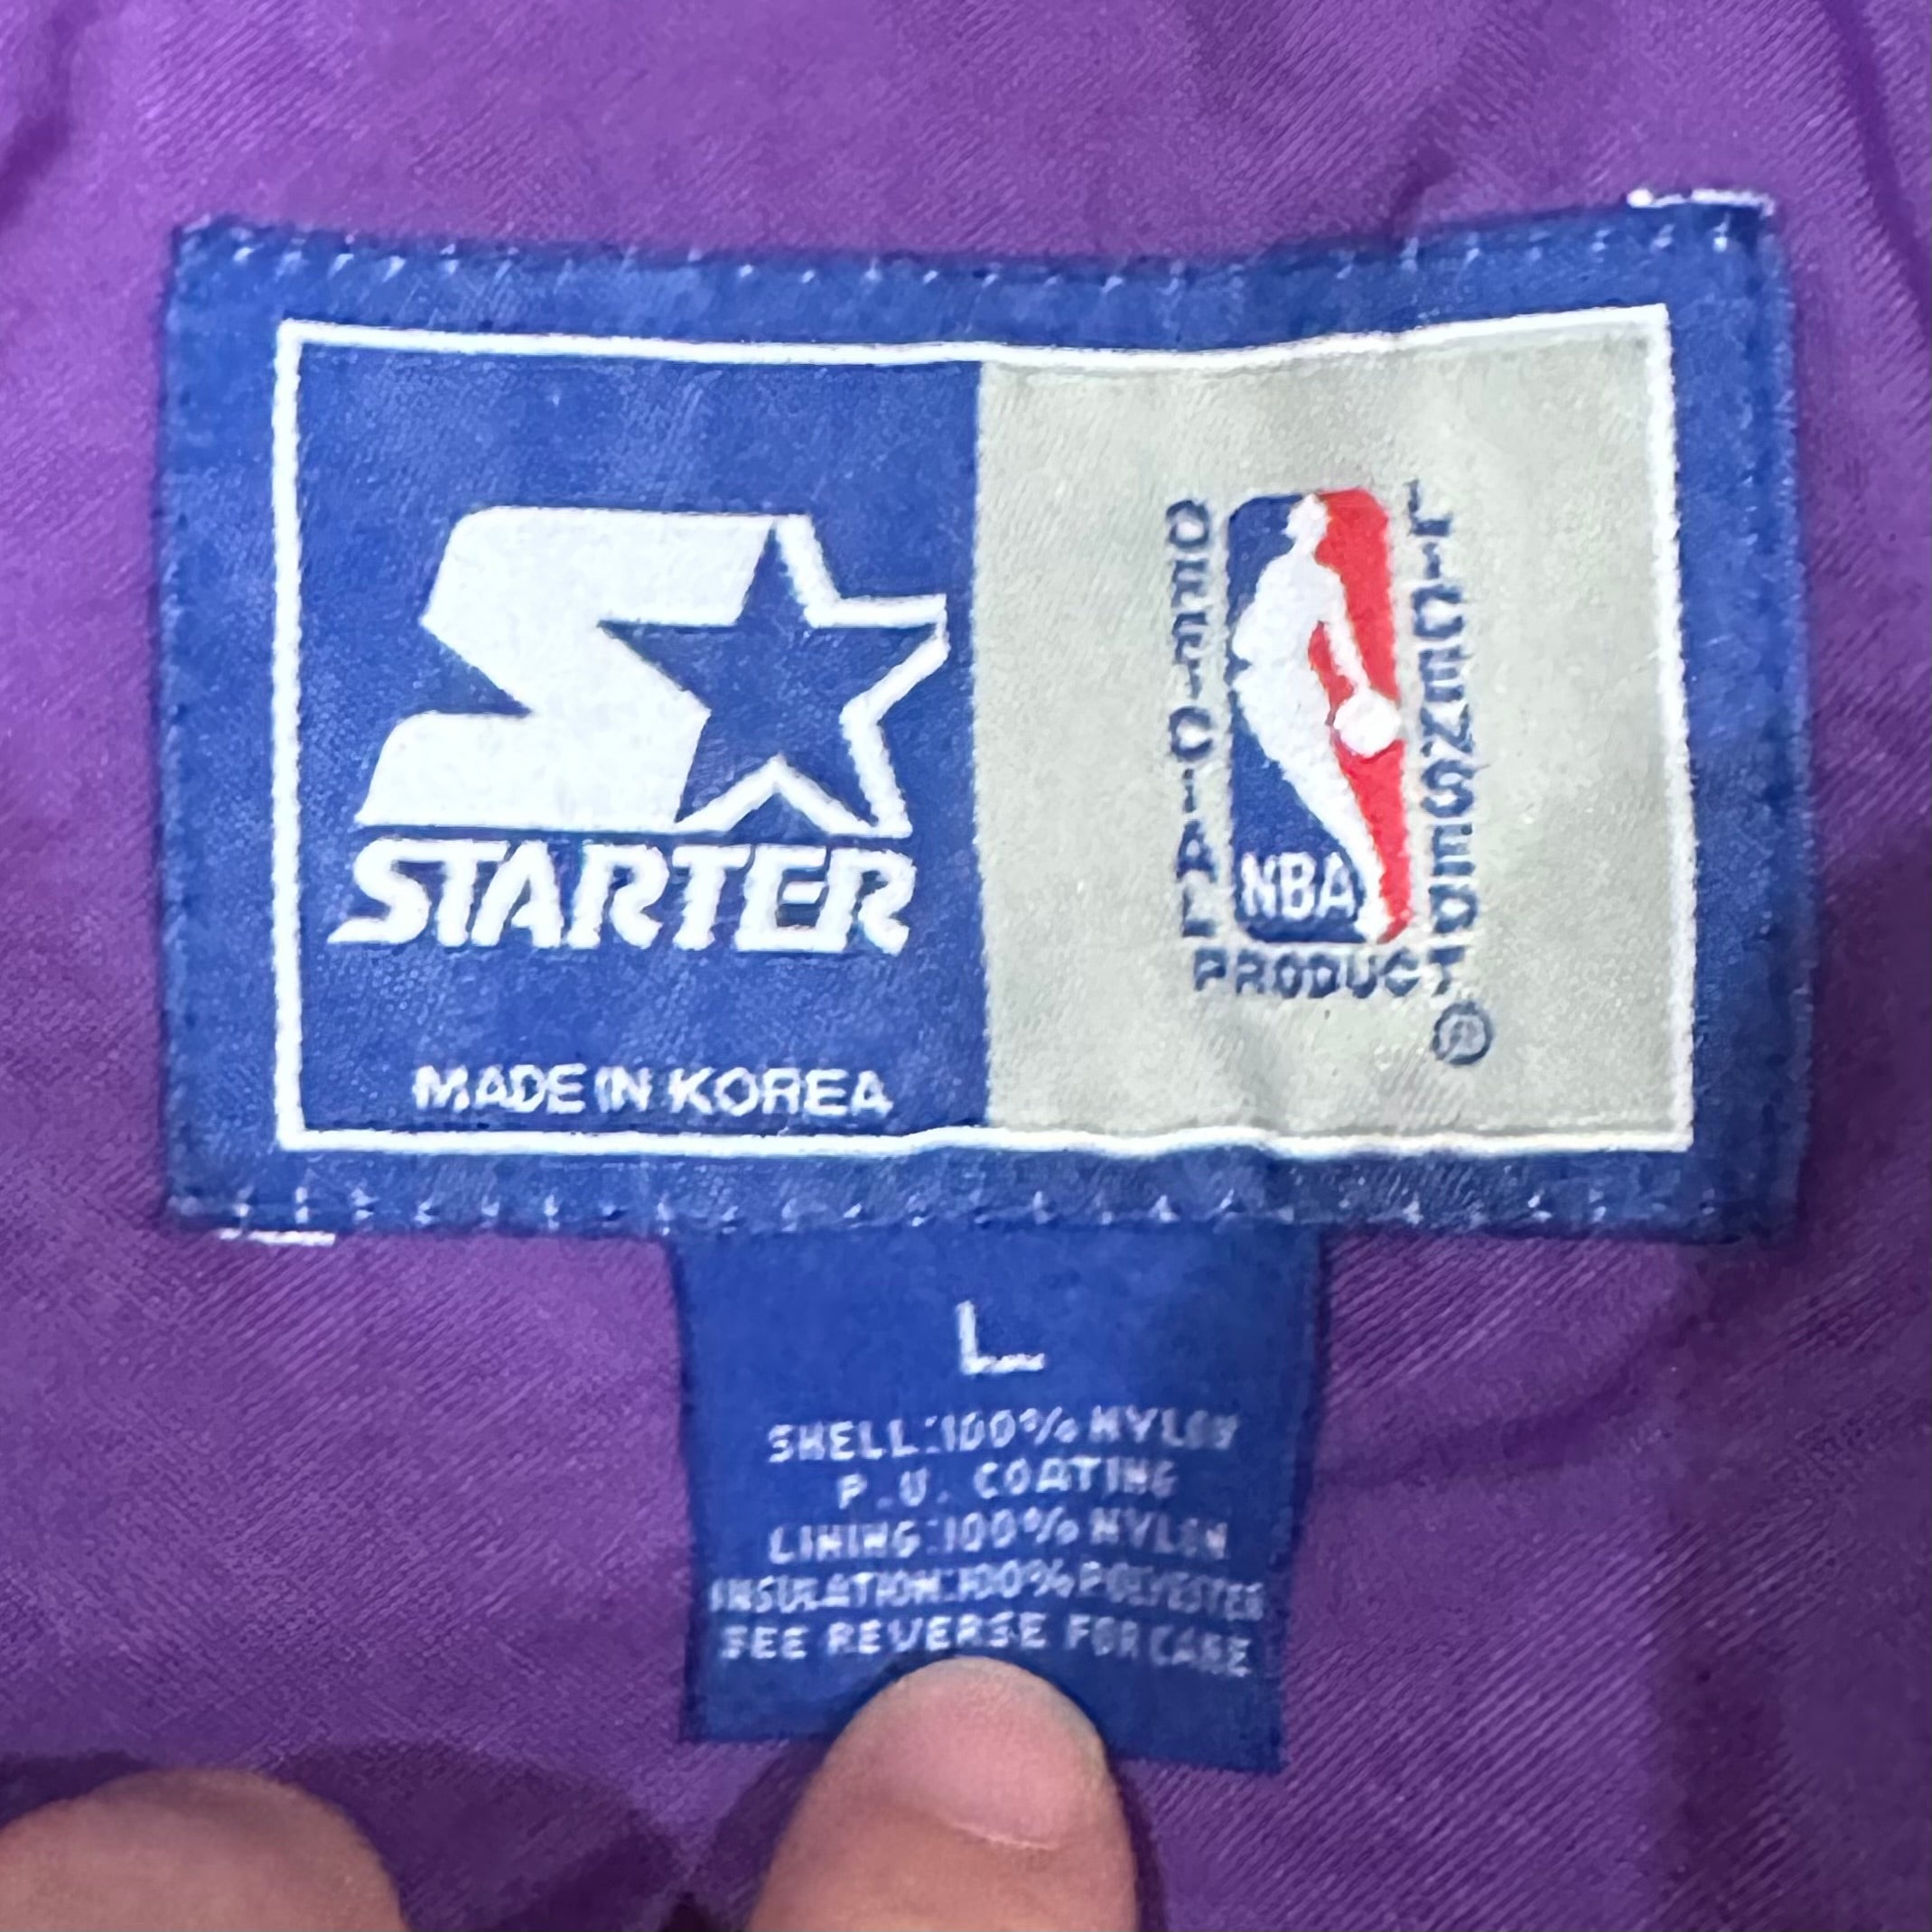 STARTER
MADE IN KOREA
OFFICIAL
LICENSED
NBA
PRODUCT
®
L
SHELL:100% NYLON
P.U. COATING
LINING:100% NYLON
INSULATION:100% POLYESTER
SEE REVERSE FOR CARE